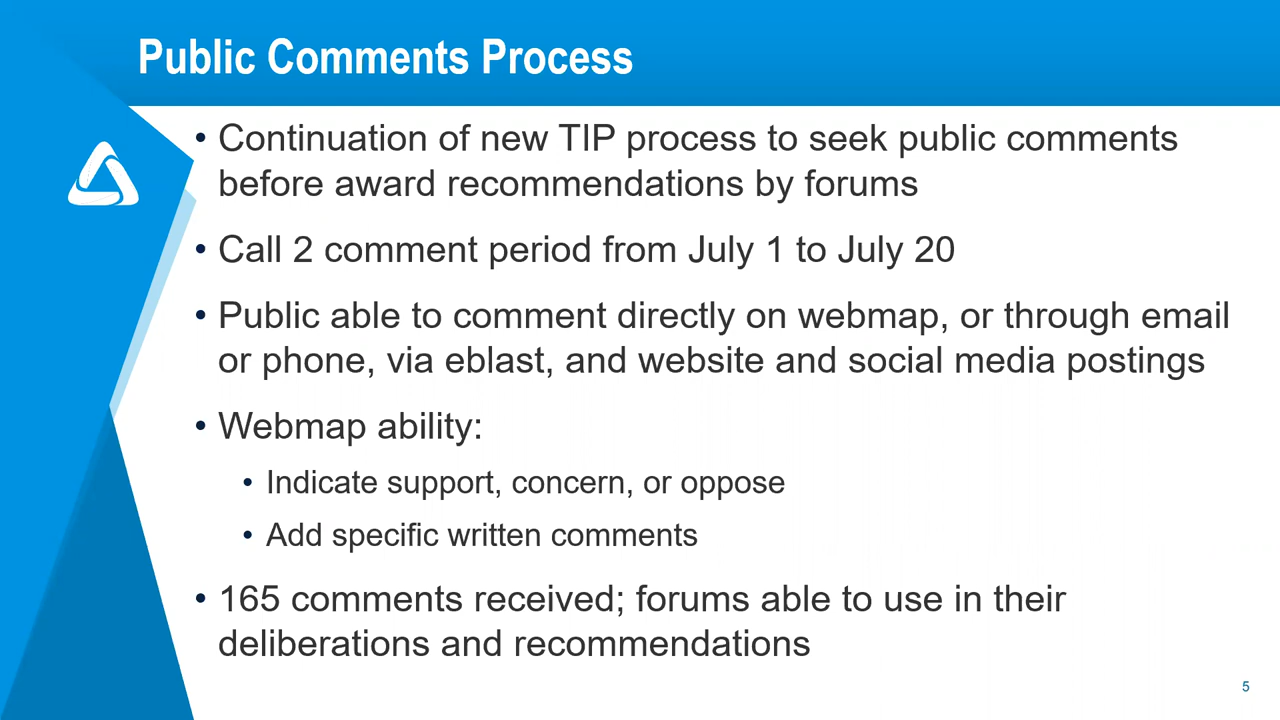 Public Comments Process
• Continuation of new TIP process to seek public comments
before award recommendations by forums
• Call 2 comment period from July 1 to July 20
• Public able to comment directly on webmap, or through email
or phone, via eblast, and website and social media postings
• Webmap ability:
• Indicate support, concern, or oppose
• Add specific written comments
• 165 comments received; forums able to use in their
deliberations and recommendations
5